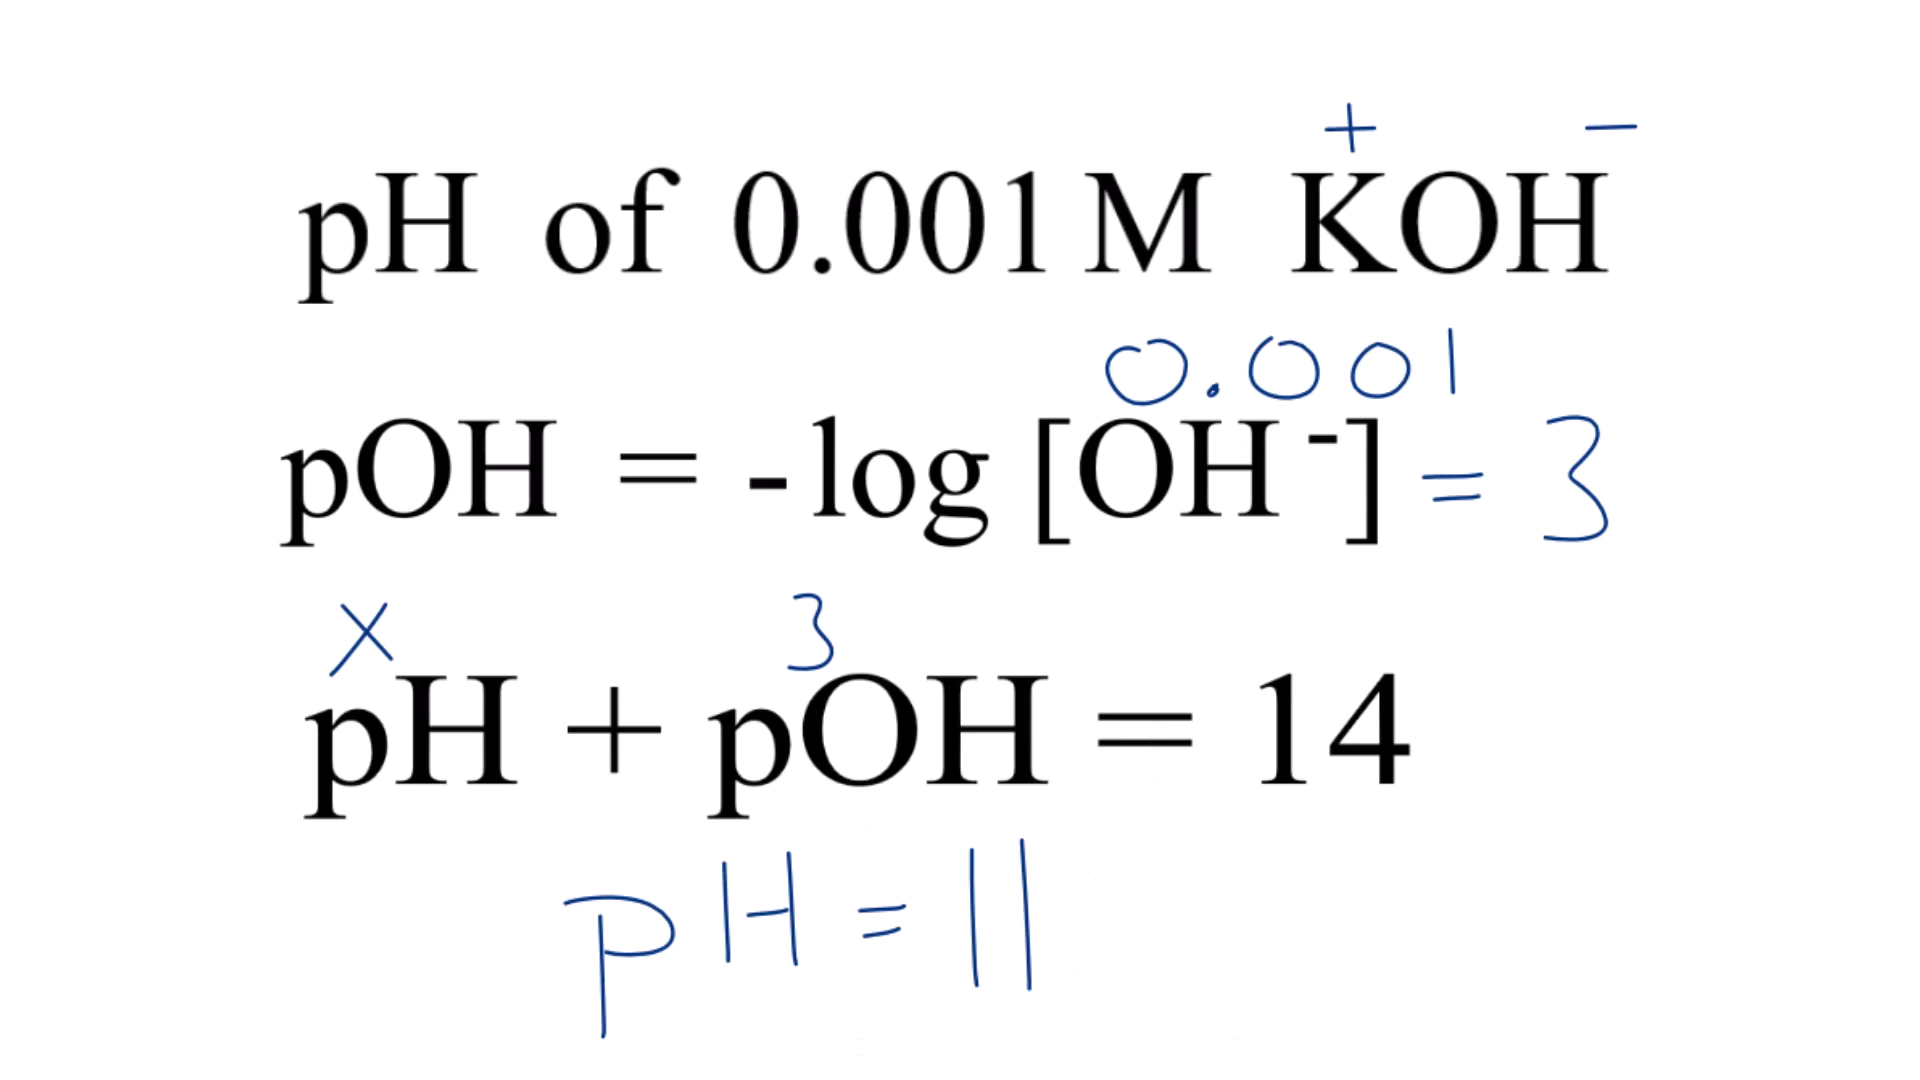 + −
pH of 0.001 M KOH
0.001
pOH = - log [OH⁻] = 3
x 3
pH + pOH = 14
pH = 11